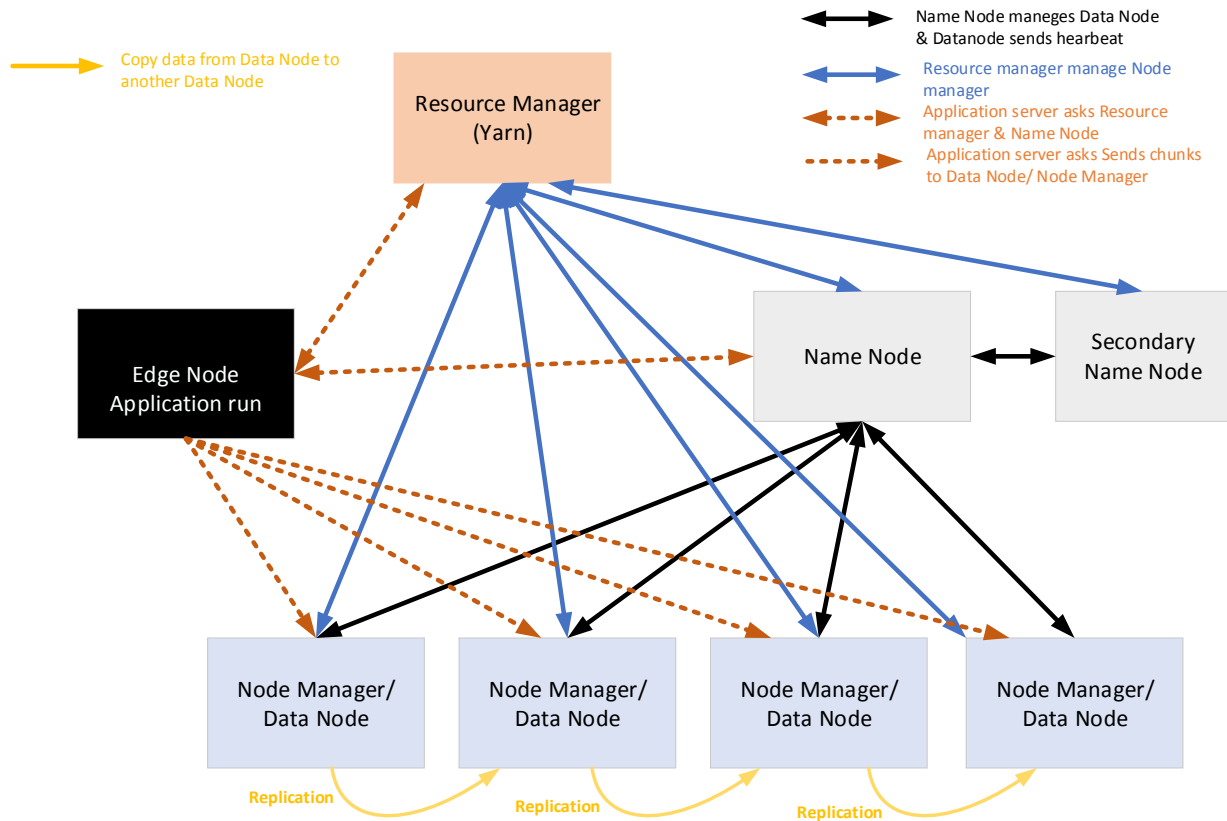 Name Node maneges Data Node
& Datanode sends hearbeat
Copy data from Data Node to
another Data Node
Resource manager manage Node
manager
Application server asks Resource
manager & Name Node
Application server asks Sends chunks
to Data Node/ Node Manager
Resource Manager
(Yarn)
Edge Node
Application run
Name Node
Secondary
Name Node
Node Manager/
Data Node
Node Manager/
Data Node
Node Manager/
Data Node
Node Manager/
Data Node
Replication
Replication
Replication